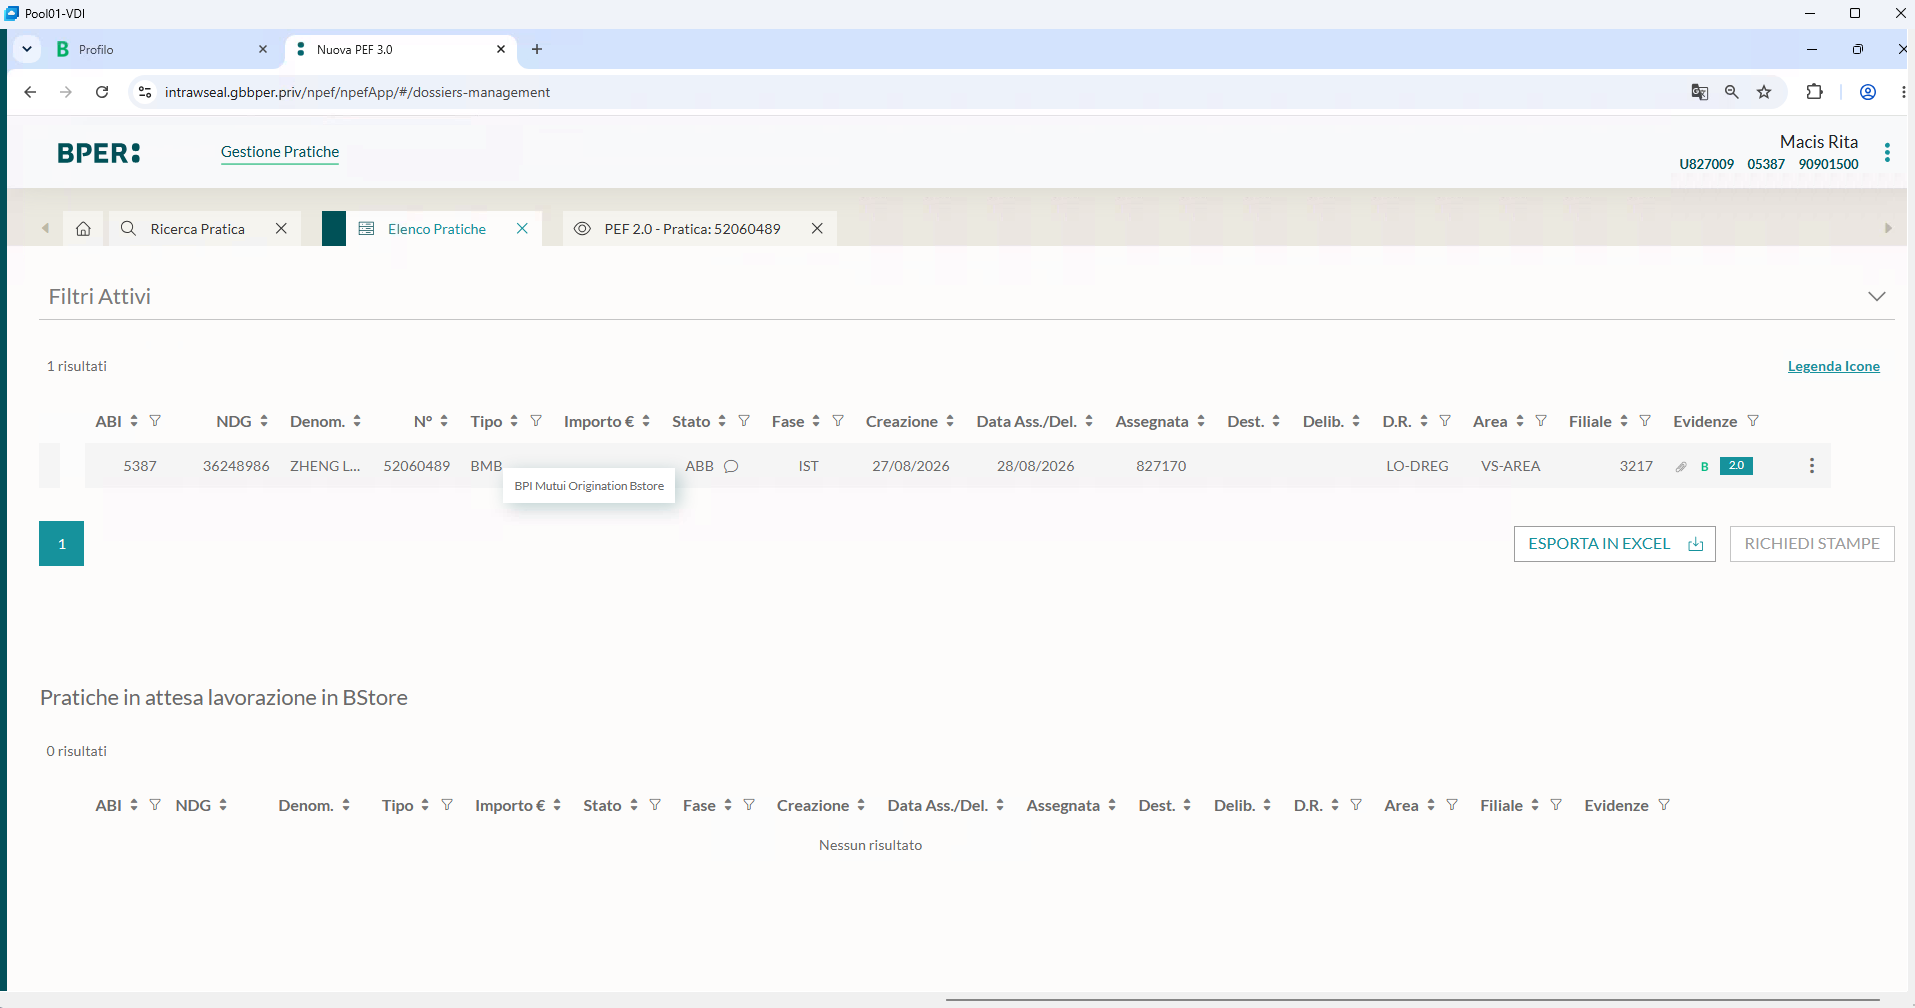 Pool01-VDI
Profilo
Nuova PEF 3.0
intrawseal.gbbper.priv/npef/npefApp/#/dossiers-management
BPER:
Gestione Pratiche
Macis Rita
U827009 05387 90901500
Ricerca Pratica
Elenco Pratiche
PEF 2.0 - Pratica: 52060489
Filtri Attivi
1 risultati
Legenda Icone
ABI NDG Denom. N° Tipo Importo € Stato Fase Creazione Data Ass./Del. Assegnata Dest. Delib. D.R. Area Filiale Evidenze
5387 36248986 ZHENG L... 52060489 BMB ABB IST 27/08/2026 28/08/2026 827170 LO-DREG VS-AREA 3217 B 2.0
BPI Mutui Origination Bstore
1
ESPORTA IN EXCEL
RICHIEDI STAMPE
Pratiche in attesa lavorazione in BStore
0 risultati
ABI NDG Denom. Tipo Importo € Stato Fase Creazione Data Ass./Del. Assegnata Dest. Delib. D.R. Area Filiale Evidenze
Nessun risultato